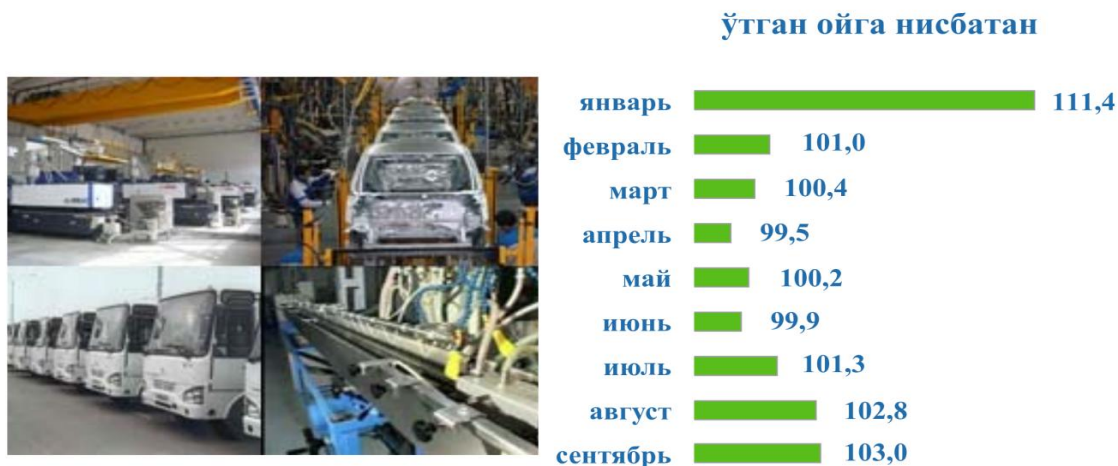 ўтган ойга нисбатан
январь 111,4
февраль 101,0
март 100,4
апрель 99,5
май 100,2
июнь 99,9
июль 101,3
август 102,8
сентябрь 103,0